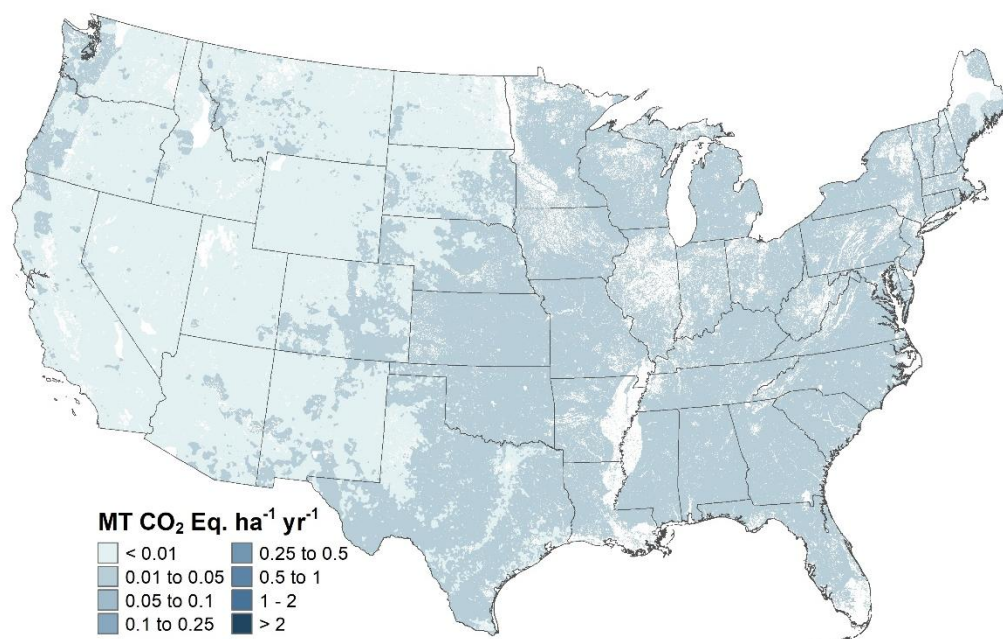 MT CO₂ Eq. ha⁻¹ yr⁻¹
< 0.01
0.01 to 0.05
0.05 to 0.1
0.1 to 0.25
0.25 to 0.5
0.5 to 1
1 - 2
> 2